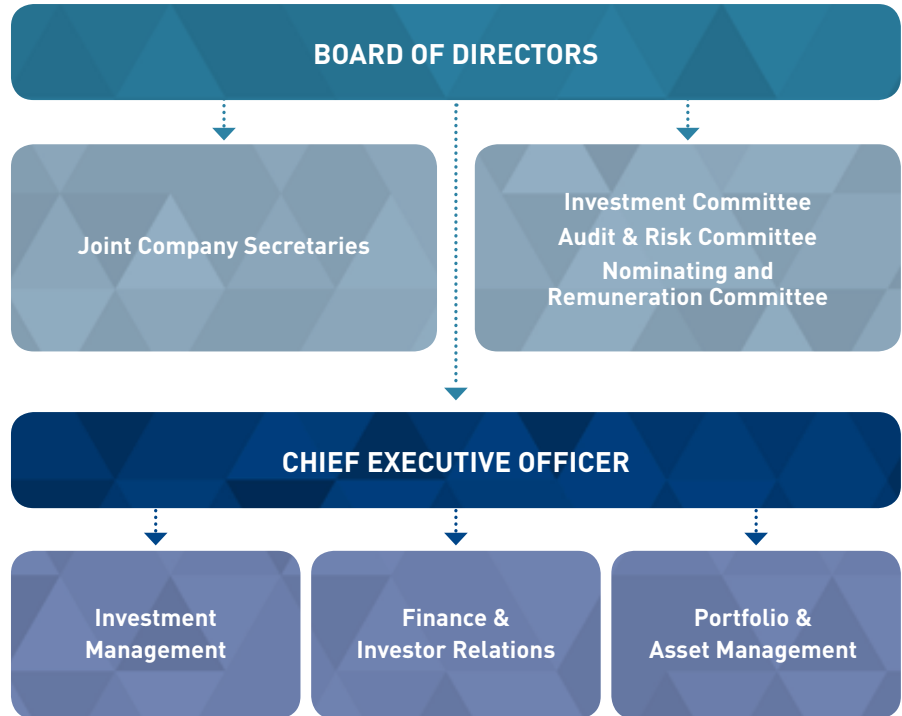 BOARD OF DIRECTORS
Joint Company Secretaries
Investment Committee
Audit & Risk Committee
Nominating and
Remuneration Committee
CHIEF EXECUTIVE OFFICER
Investment
Management
Finance &
Investor Relations
Portfolio &
Asset Management